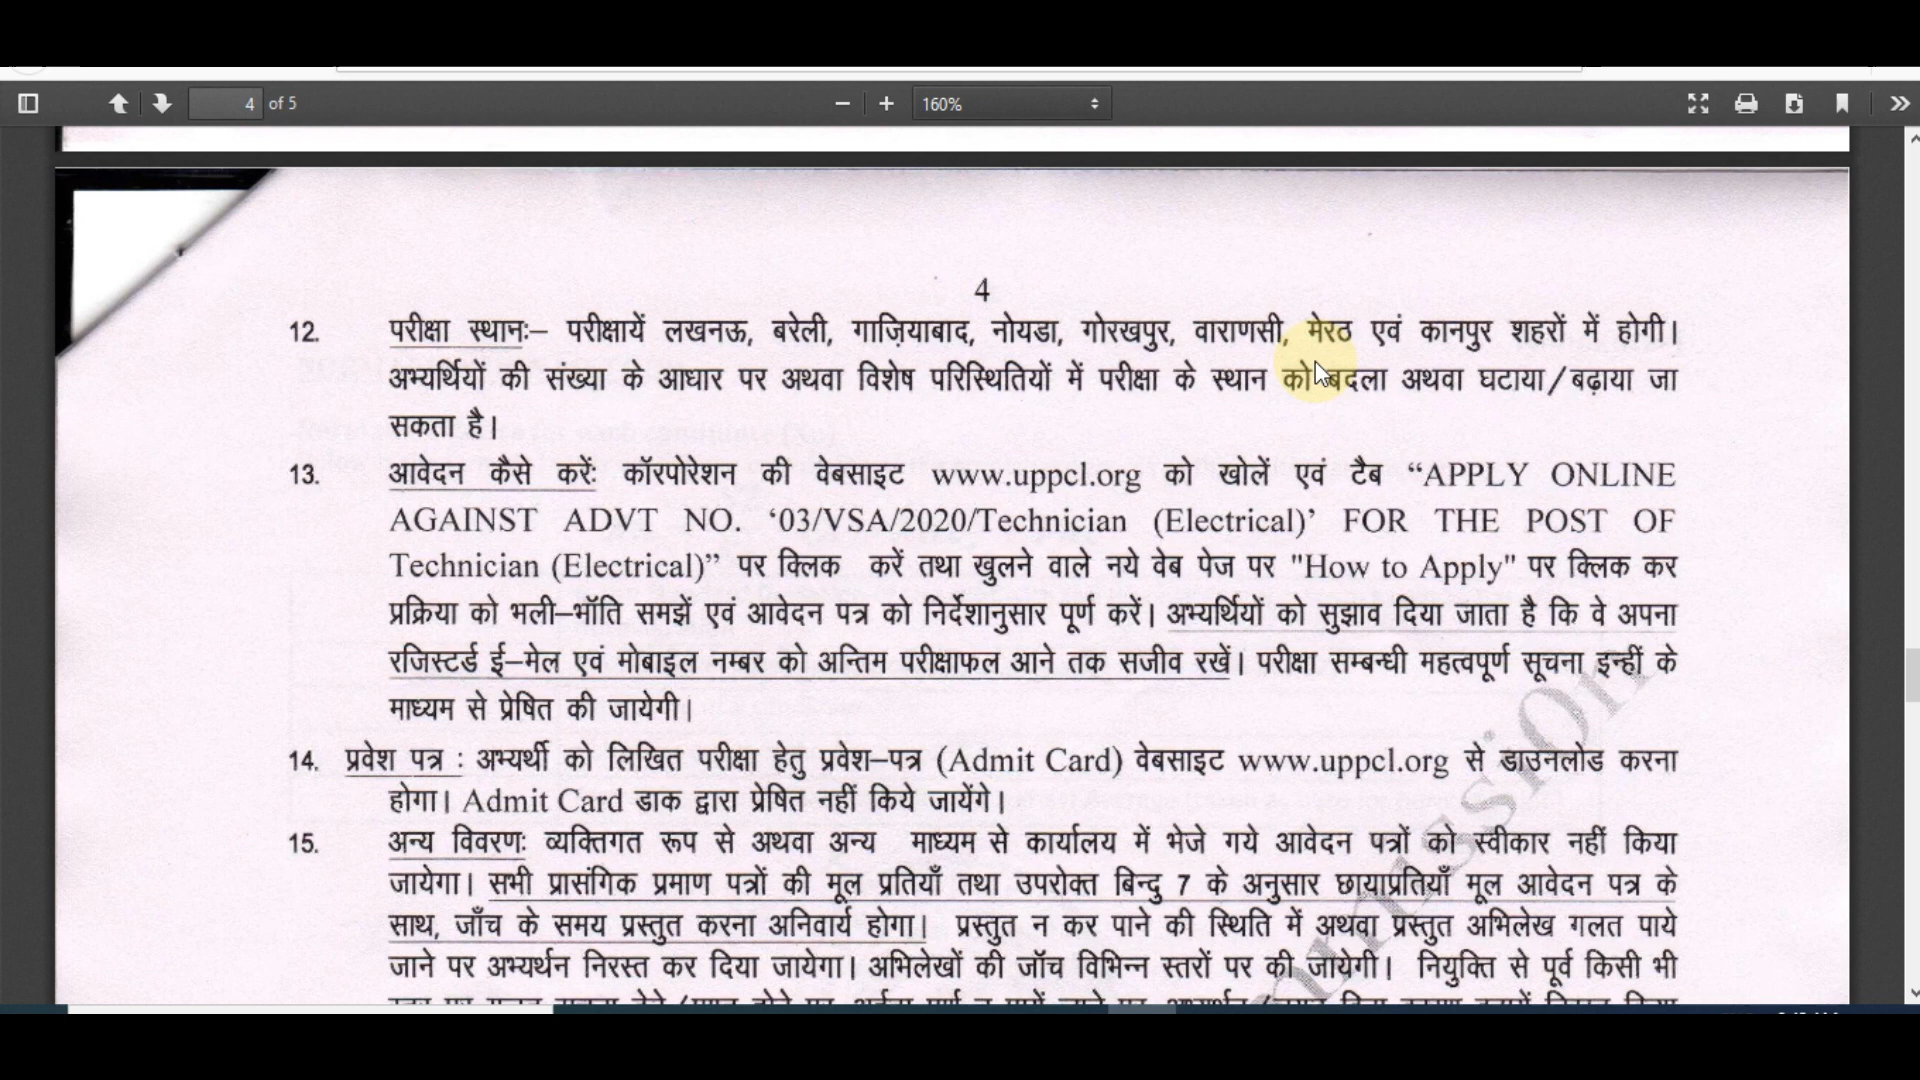 4 of 5
160%
4
12. परीक्षा स्थानः– परीक्षायें लखनऊ, बरेली, गाज़ियाबाद, नोयडा, गोरखपुर, वाराणसी, मेरठ एवं कानपुर शहरों में होगी।
अभ्यर्थियों की संख्या के आधार पर अथवा विशेष परिस्थितियों में परीक्षा के स्थान को बदला अथवा घटाया/बढ़ाया जा
सकता है।
13. आवेदन कैसे करेंः कॉरपोरेशन की वेबसाइट www.uppcl.org को खोलें एवं टैब “APPLY ONLINE
AGAINST ADVT NO. ‘03/VSA/2020/Technician (Electrical)’ FOR THE POST OF
Technician (Electrical)” पर क्लिक करें तथा खुलने वाले नये वेब पेज पर "How to Apply" पर क्लिक कर
प्रक्रिया को भली–भॉति समझें एवं आवेदन पत्र को निर्देशानुसार पूर्ण करें। अभ्यर्थियों को सुझाव दिया जाता है कि वे अपना
रजिस्टर्ड ई–मेल एवं मोबाइल नम्बर को अन्तिम परीक्षाफल आने तक सजीव रखें। परीक्षा सम्बन्धी महत्वपूर्ण सूचना इन्हीं के
माध्यम से प्रेषित की जायेगी।
14. प्रवेश पत्र : अभ्यर्थी को लिखित परीक्षा हेतु प्रवेश–पत्र (Admit Card) वेबसाइट www.uppcl.org से डाउनलोड करना
होगा। Admit Card डाक द्वारा प्रेषित नहीं किये जायेंगे।
15. अन्य विवरणः व्यक्तिगत रूप से अथवा अन्य माध्यम से कार्यालय में भेजे गये आवेदन पत्रों को स्वीकार नहीं किया
जायेगा। सभी प्रासंगिक प्रमाण पत्रों की मूल प्रतियाँ तथा उपरोक्त बिन्दु 7 के अनुसार छायाप्रतियाँ मूल आवेदन पत्र के
साथ, जाँच के समय प्रस्तुत करना अनिवार्य होगा। प्रस्तुत न कर पाने की स्थिति में अथवा प्रस्तुत अभिलेख गलत पाये
जाने पर अभ्यर्थन निरस्त कर दिया जायेगा। अभिलेखों की जॉच विभिन्न स्तरों पर की जायेगी। नियुक्ति से पूर्व किसी भी